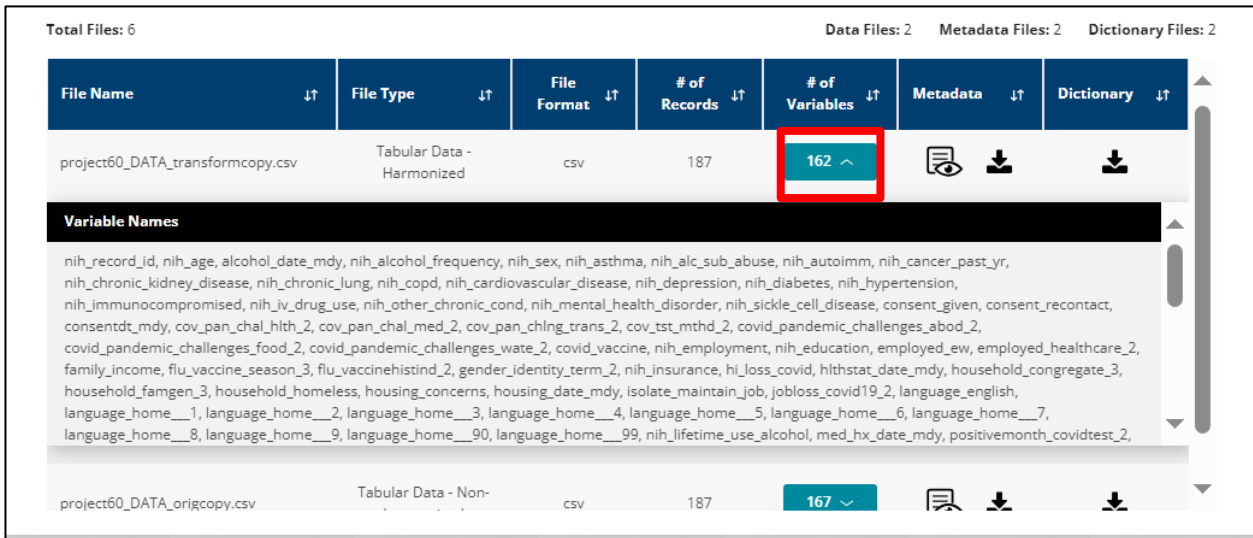 Total Files: 6 Data Files: 2 Metadata Files: 2 Dictionary Files: 2
File Name File Type File Format # of Records # of Variables Metadata Dictionary
project60_DATA_transformcopy.csv Tabular Data - Harmonized csv 187 162
Variable Names
nih_record_id, nih_age, alcohol_date_mdy, nih_alcohol_frequency, nih_sex, nih_asthma, nih_alc_sub_abuse, nih_autoimm, nih_cancer_past_yr,
nih_chronic_kidney_disease, nih_chronic_lung, nih_copd, nih_cardiovascular_disease, nih_depression, nih_diabetes, nih_hypertension,
nih_immunocompromised, nih_iv_drug_use, nih_other_chronic_cond, nih_mental_health_disorder, nih_sickle_cell_disease, consent_given, consent_recontact,
consentdt_mdy, cov_pan_chal_hlth_2, cov_pan_chal_med_2, cov_pan_chlng_trans_2, cov_tst_mthd_2, covid_pandemic_challenges_abod_2,
covid_pandemic_challenges_food_2, covid_pandemic_challenges_wate_2, covid_vaccine, nih_employment, nih_education, employed_ew, employed_healthcare_2,
family_income, flu_vaccine_season_3, flu_vaccinehistind_2, gender_identity_term_2, nih_insurance, hi_loss_covid, hlthstat_date_mdy, household_congregate_3,
household_famgen_3, household_homeless, housing_concerns, housing_date_mdy, isolate_maintain_job, jobloss_covid19_2, language_english,
language_home___1, language_home___2, language_home___3, language_home___4, language_home___5, language_home___6, language_home___7,
language_home___8, language_home___9, language_home___90, language_home___99, nih_lifetime_use_alcohol, med_hx_date_mdy, positivemonth_covidtest_2,
project60_DATA_origcopy.csv Tabular Data - Non- csv 187 167